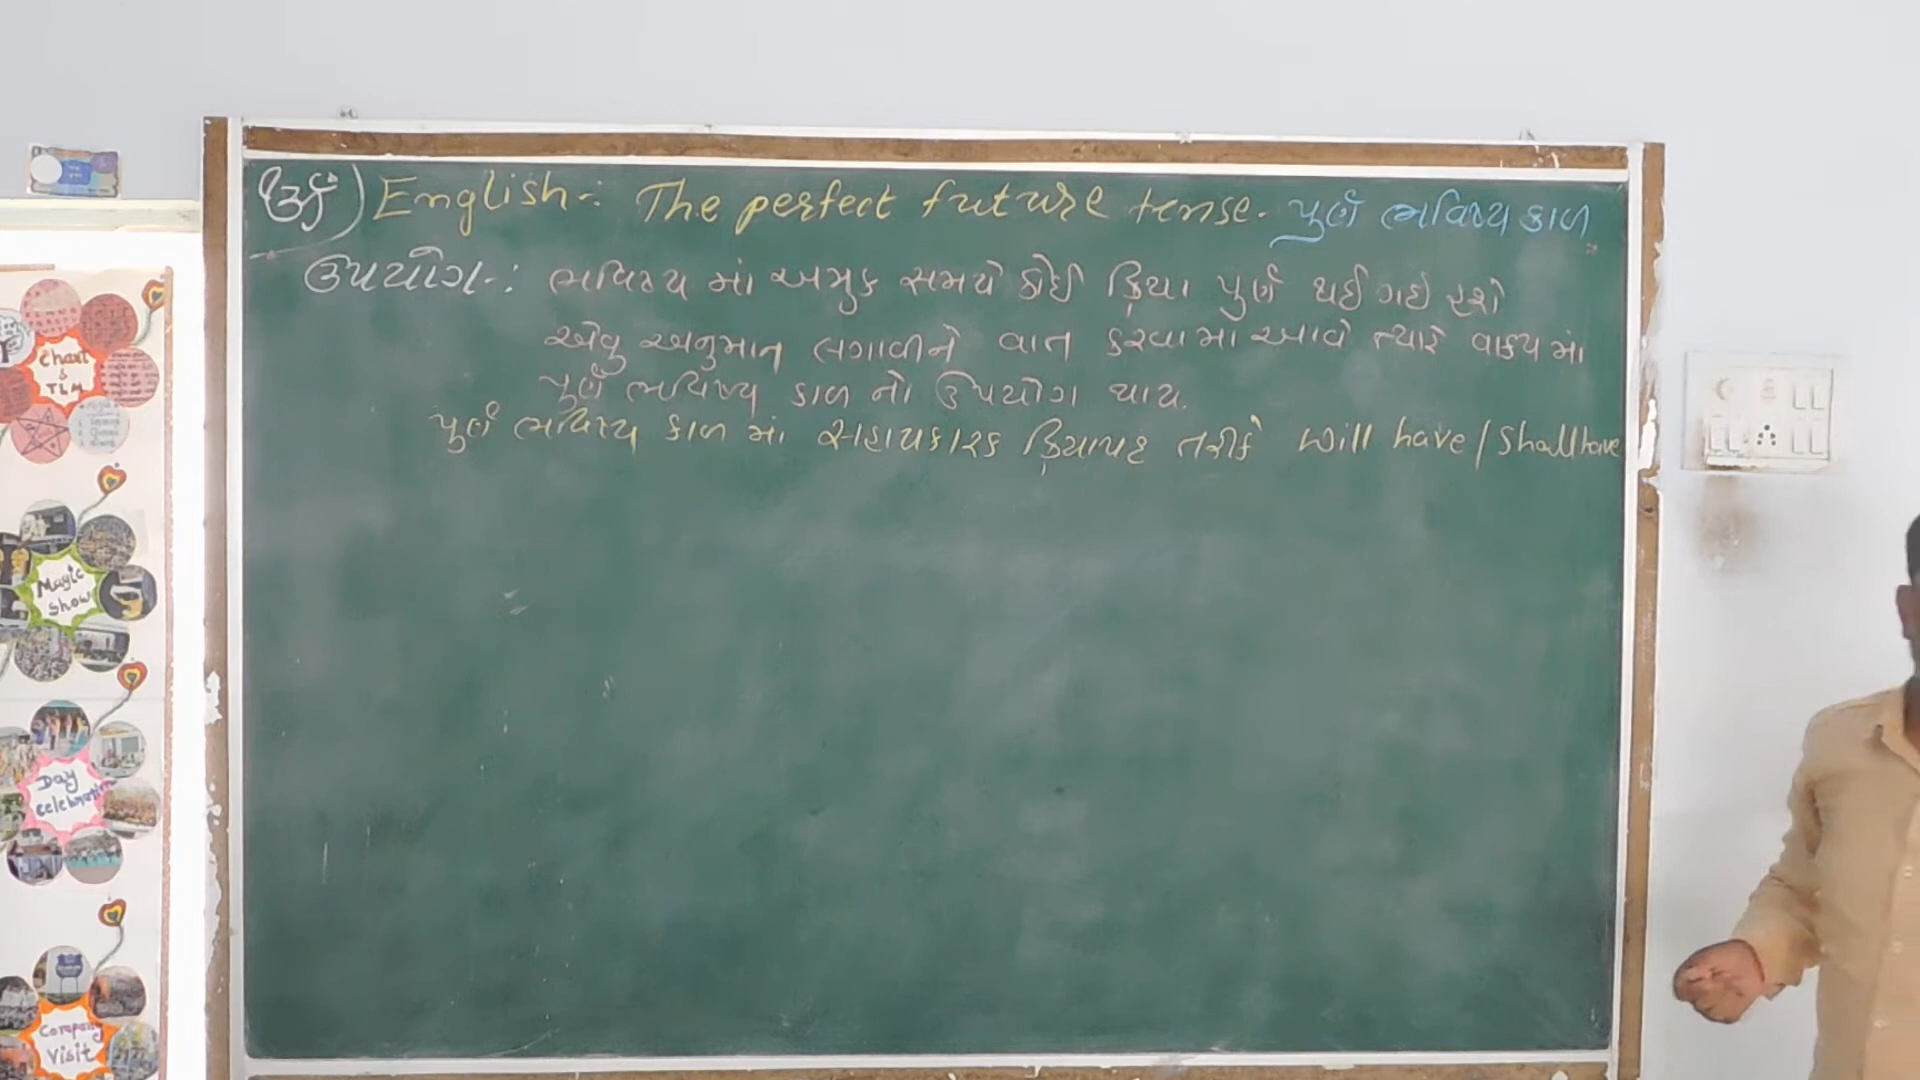 English:- The perfect future tense. પૂર્ણ ભવિષ્ય કાળ
ઉપયોગ:- ભવિષ્ય માં અમુક સમયે કોઈ ક્રિયા પૂર્ણ થઈ ગઈ હશે
એવુ અનુમાન લગાવીને વાત કરવામાં આવે ત્યારે વાક્ય માં
પૂર્ણ ભવિષ્ય કાળ નો ઉપયોગ થાય.
પૂર્ણ ભવિષ્ય કાળ માં સહાયકારક ક્રિયાપદ તરીકે will have / Shall have
Chart & TLM
Magic Show
Day celebration
Company Visit